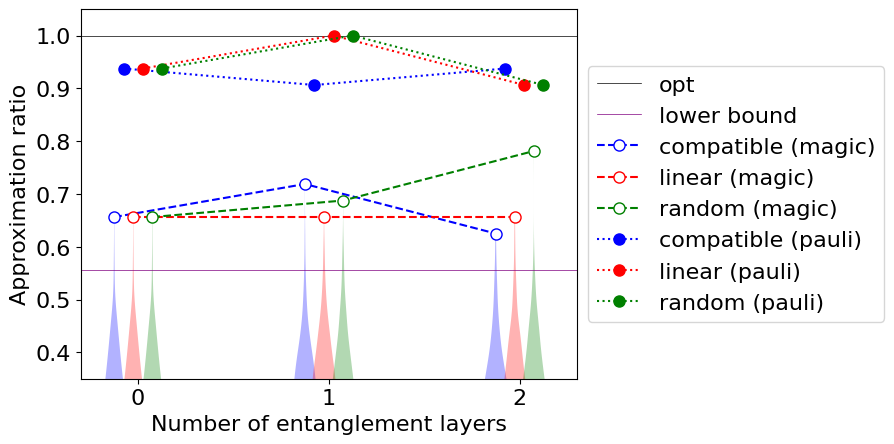 Approximation ratio
1.0
0.9
0.8
0.7
0.6
0.5
0.4
0
1
2
Number of entanglement layers
opt
lower bound
compatible (magic)
linear (magic)
random (magic)
compatible (pauli)
linear (pauli)
random (pauli)